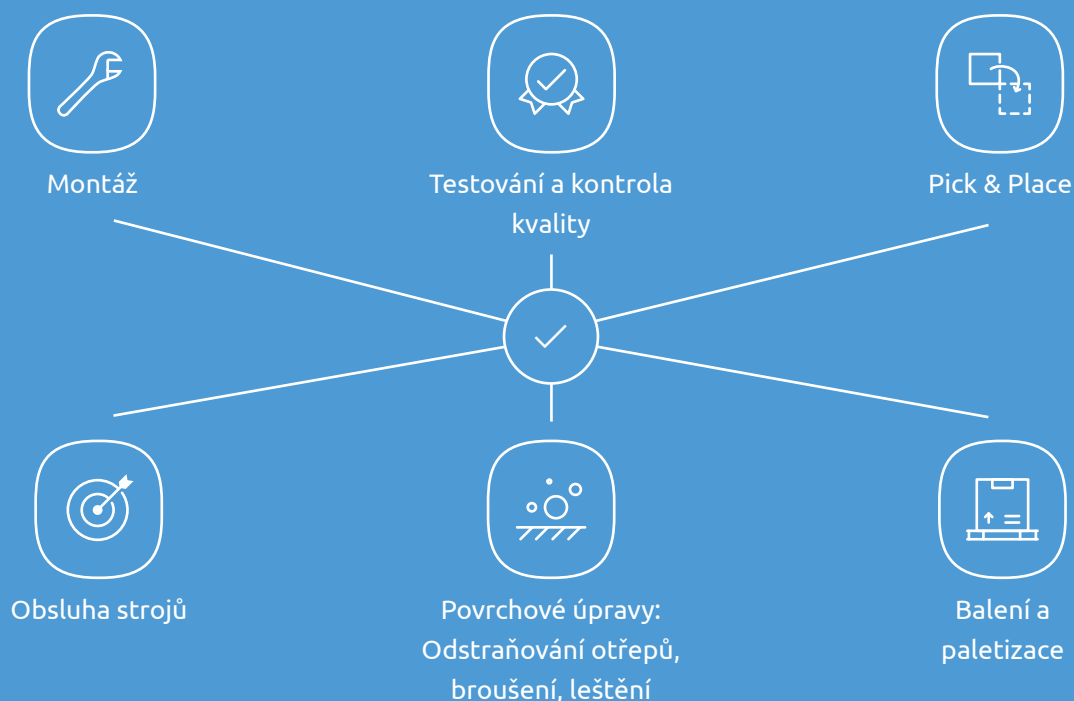 Montáž
Testování a kontrola
kvality
Pick & Place
Obsluha strojů
Povrchové úpravy:
Odstraňování otřepů,
broušení, leštění
Balení a
paletizace